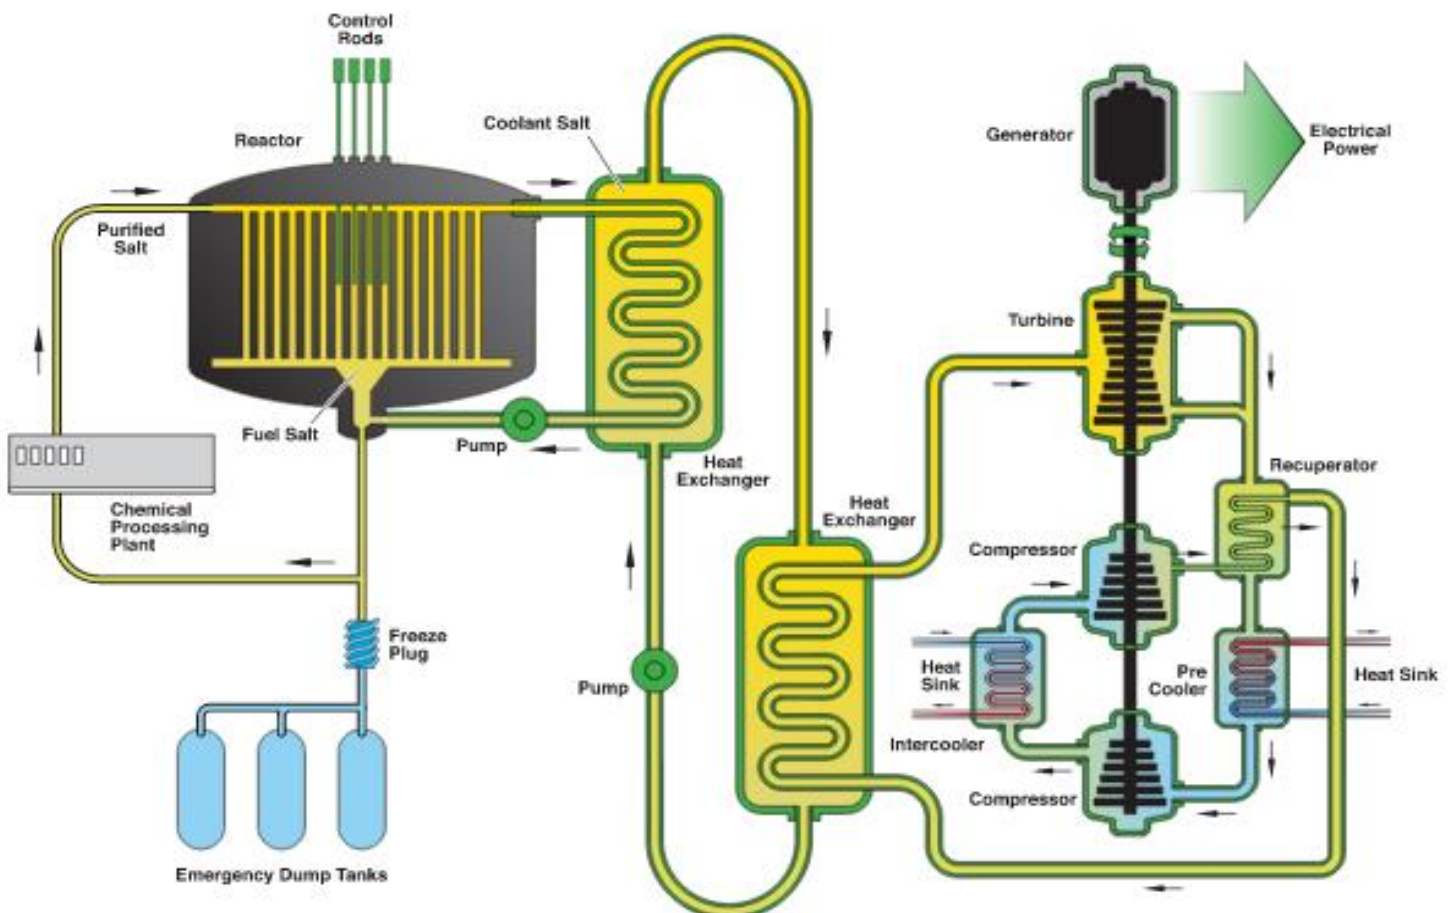 Control
Rods
Coolant Salt
Reactor
Generator
Electrical
Power
Purified
Salt
Turbine
Fuel Salt
Pump
Heat
Exchanger
Recuperator
Heat
Exchanger
Chemical
Processing
Plant
Compressor
Freeze
Plug
Pump
Heat
Sink
Pre
Cooler
Heat Sink
Intercooler
Compressor
Emergency Dump Tanks